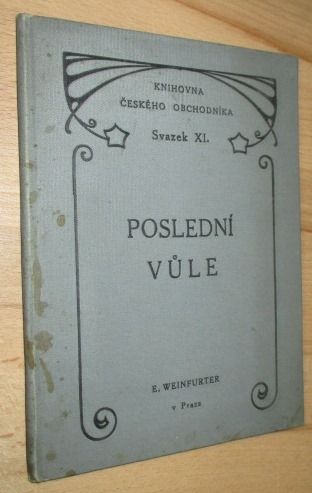 KNIHOVNA
ČESKÉHO OBCHODNÍKA
Svazek XI.
POSLEDNÍ
VŮLE
E. WEINFURTER
v Praze